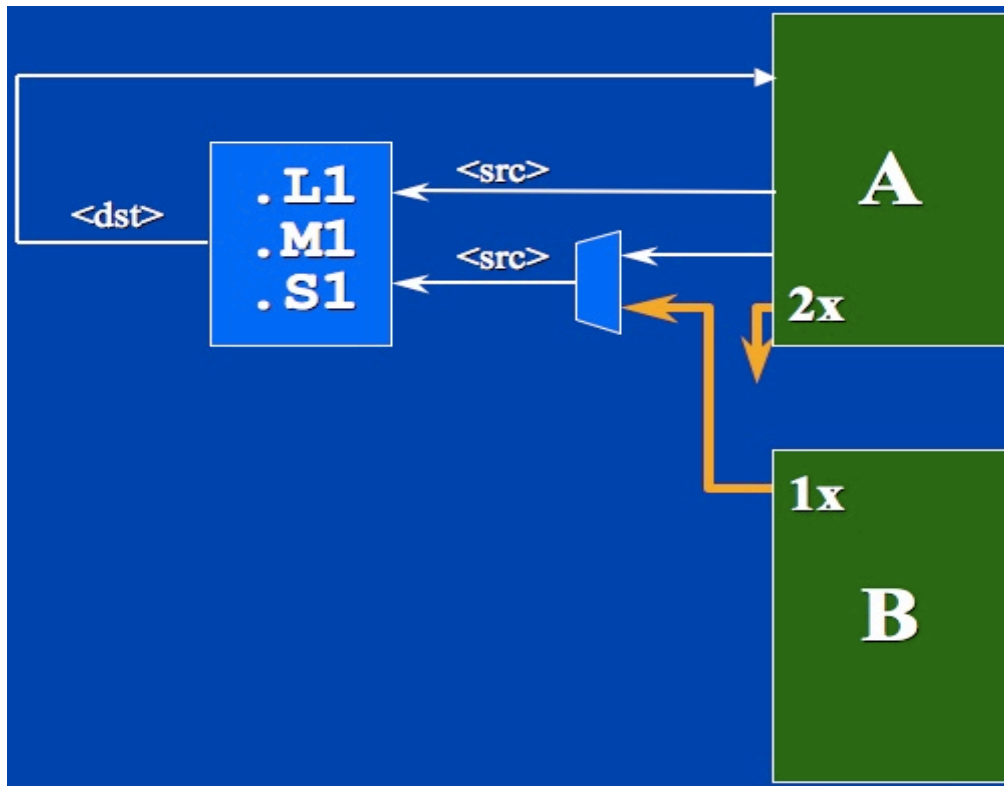 <src>
.L1
A
<dst>
.M1
<src>
.S1
2x
1x
B